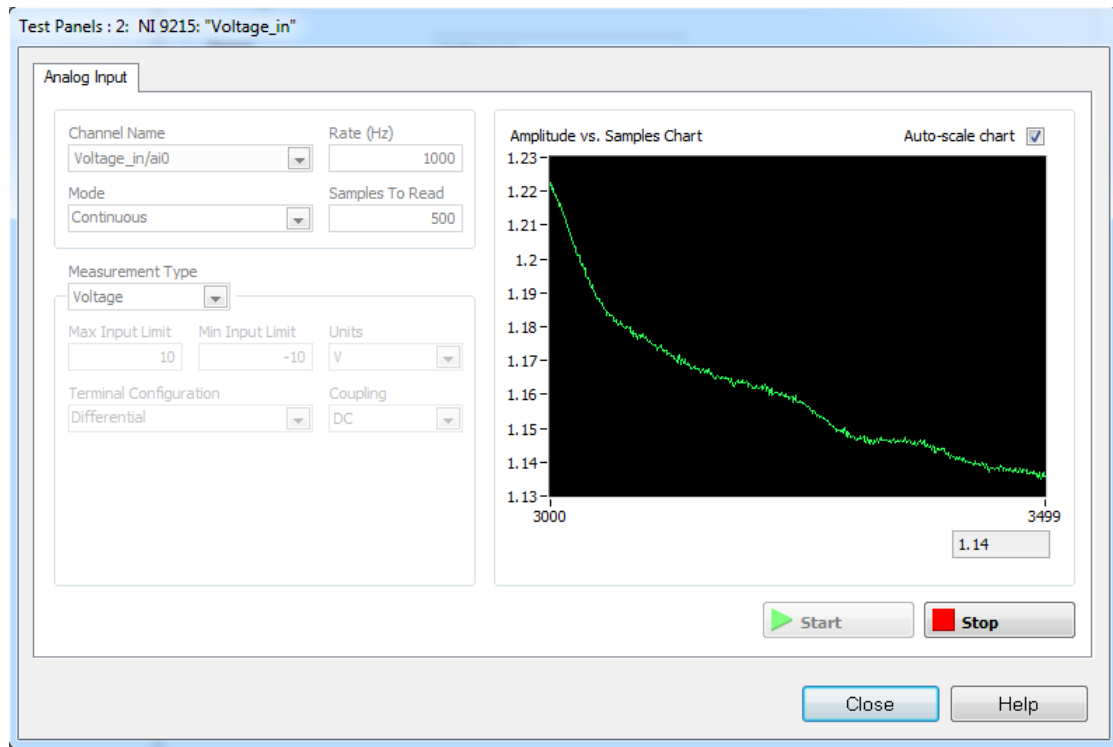 Test Panels : 2: NI 9215: "Voltage_in"
Analog Input
Channel Name Rate (Hz)
Voltage_in/ai0 1000
Mode Samples To Read
Continuous 500
Measurement Type
Voltage
Max Input Limit Min Input Limit Units
10 -10 V
Terminal Configuration Coupling
Differential DC
Amplitude vs. Samples Chart Auto-scale chart
1.23
1.22
1.21
1.2
1.19
1.18
1.17
1.16
1.15
1.14
1.13
3000 3499
1.14
Start Stop
Close Help